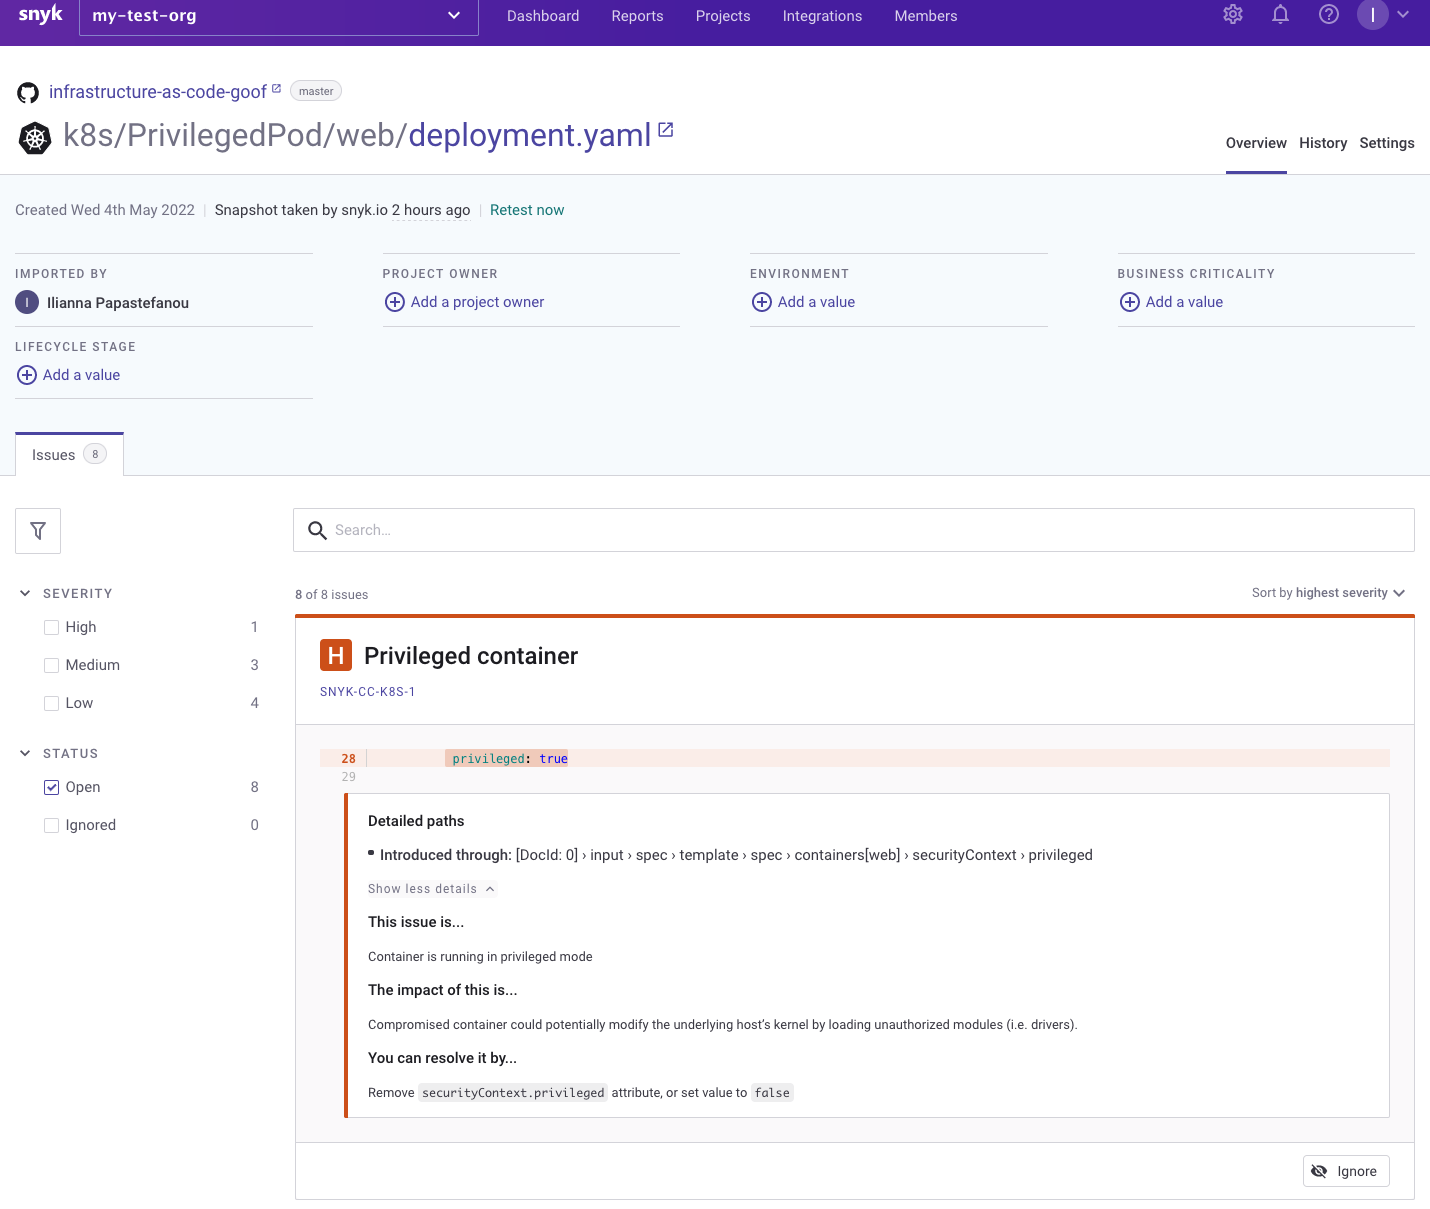 snyk my-test-org Dashboard Reports Projects Integrations Members I
infrastructure-as-code-goof master
k8s/PrivilegedPod/web/deployment.yaml
Overview History Settings
Created Wed 4th May 2022 | Snapshot taken by snyk.io 2 hours ago | Retest now
IMPORTED BY PROJECT OWNER ENVIRONMENT BUSINESS CRITICALITY
I Ilianna Papastefanou Add a project owner Add a value Add a value
LIFECYCLE STAGE
Add a value
Issues 8
Search...
SEVERITY
High 1
Medium 3
Low 4
STATUS
Open 8
Ignored 0
8 of 8 issues Sort by highest severity
H Privileged container
SNYK-CC-K8S-1
28 privileged: true
29
Detailed paths
Introduced through: [DocId: 0] › input › spec › template › spec › containers[web] › securityContext › privileged
Show less details
This issue is...
Container is running in privileged mode
The impact of this is...
Compromised container could potentially modify the underlying host’s kernel by loading unauthorized modules (i.e. drivers).
You can resolve it by...
Remove securityContext.privileged attribute, or set value to false
Ignore